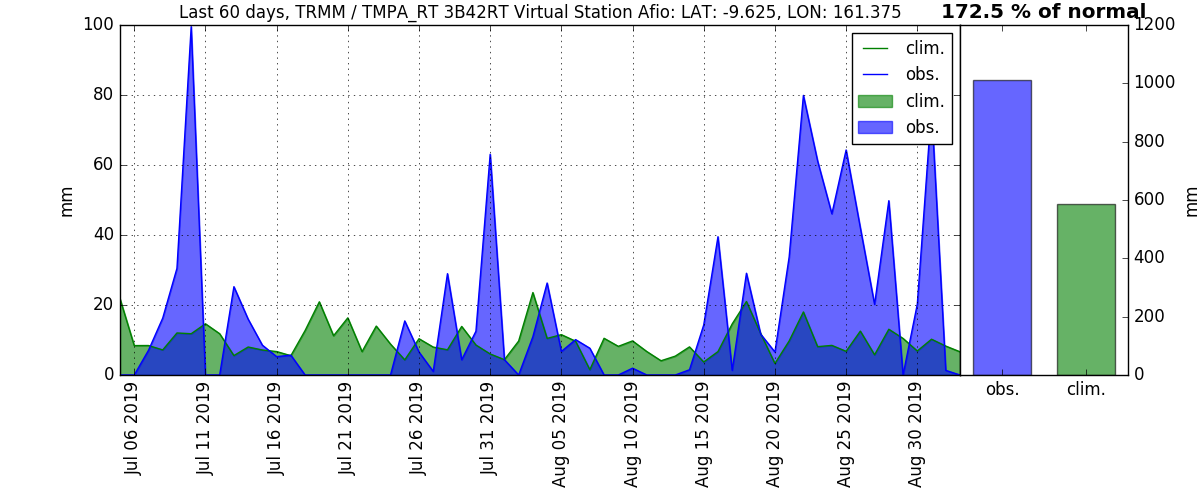 Last 60 days, TRMM / TMPA_RT 3B42RT Virtual Station Afio: LAT: -9.625, LON: 161.375
172.5 % of normal
100
80
60
40
20
0
mm
clim.
obs.
clim.
obs.
1200
1000
800
600
400
200
0
mm
obs.
clim.
Jul 06 2019
Jul 11 2019
Jul 16 2019
Jul 21 2019
Jul 26 2019
Jul 31 2019
Aug 05 2019
Aug 10 2019
Aug 15 2019
Aug 20 2019
Aug 25 2019
Aug 30 2019